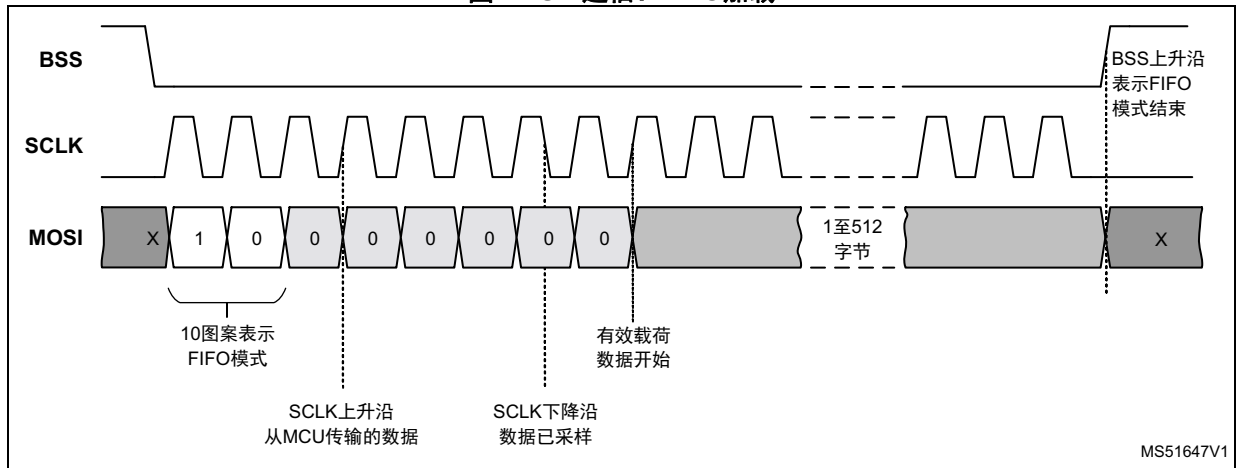 BSS
BSS上升沿
表示FIFO
模式结束
SCLK
MOSI
X 1 0 0 0 0 0 0 0
1至512
字节
X
10图案表示
FIFO模式
有效载荷
数据开始
SCLK上升沿
从MCU传输的数据
SCLK下降沿
数据已采样
MS51647V1